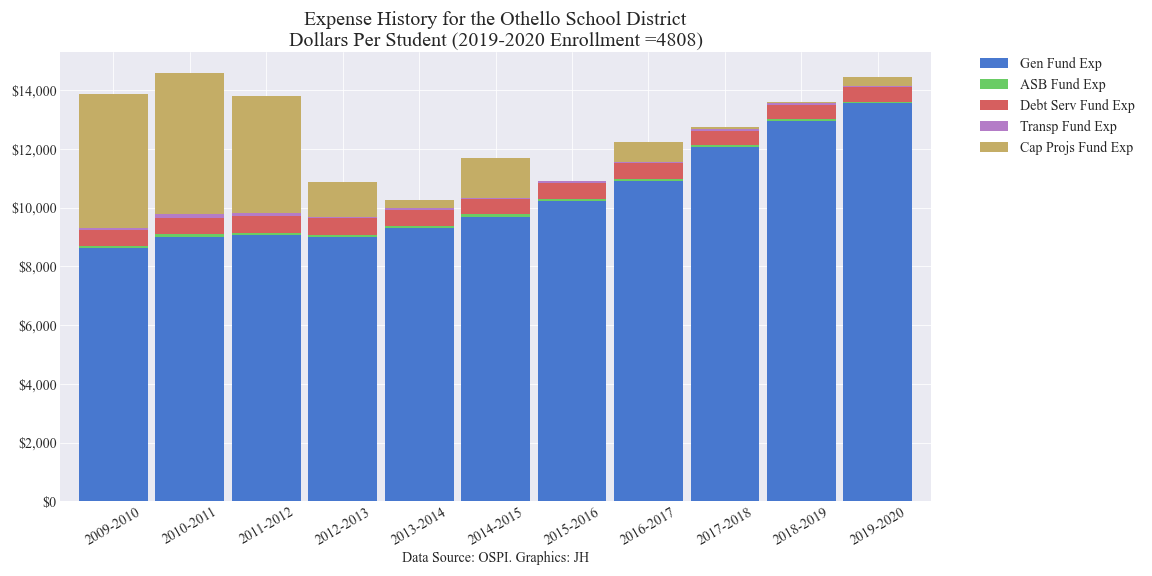 Expense History for the Othello School District
Dollars Per Student (2019-2020 Enrollment =4808)
Gen Fund Exp
ASB Fund Exp
Debt Serv Fund Exp
Transp Fund Exp
Cap Projs Fund Exp
$14,000
$12,000
$10,000
$8,000
$6,000
$4,000
$2,000
$0
2009-2010
2010-2011
2011-2012
2012-2013
2013-2014
2014-2015
2015-2016
2016-2017
2017-2018
2018-2019
2019-2020
Data Source: OSPI. Graphics: JH